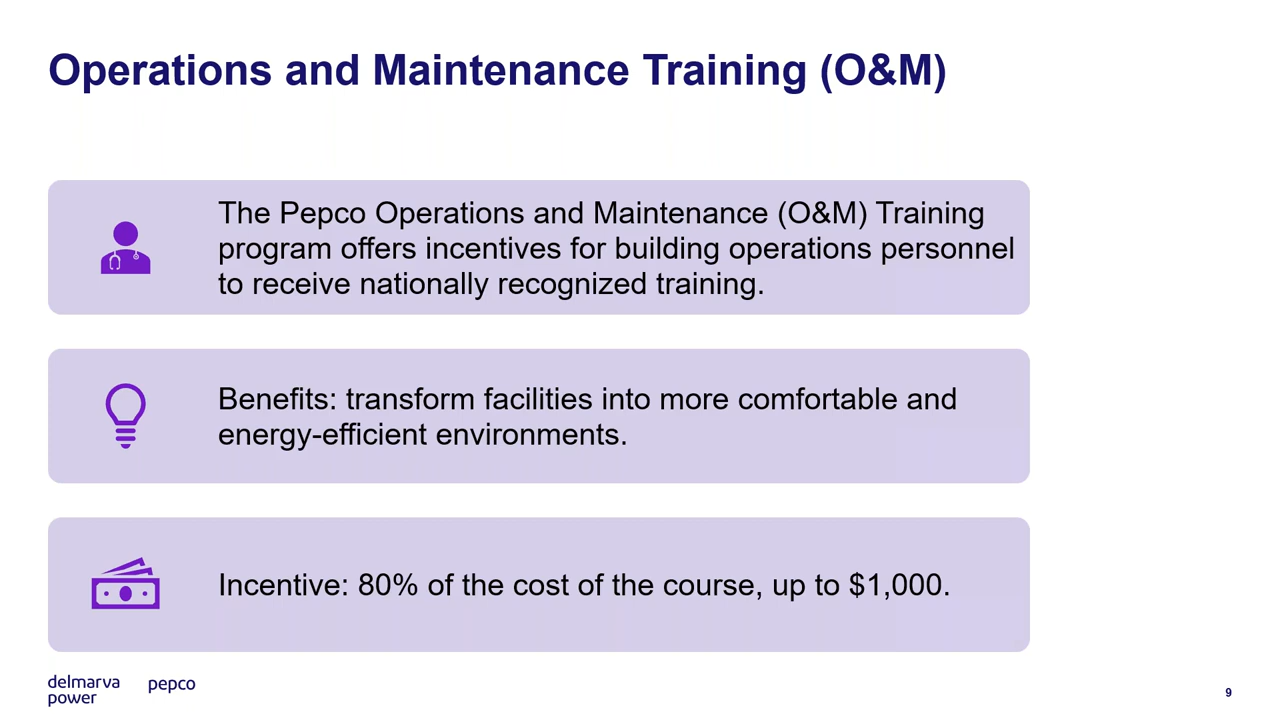 Operations and Maintenance Training (O&M)
The Pepco Operations and Maintenance (O&M) Training
program offers incentives for building operations personnel
to receive nationally recognized training.
Benefits: transform facilities into more comfortable and
energy-efficient environments.
Incentive: 80% of the cost of the course, up to $1,000.
delmarva
power
pepco
9